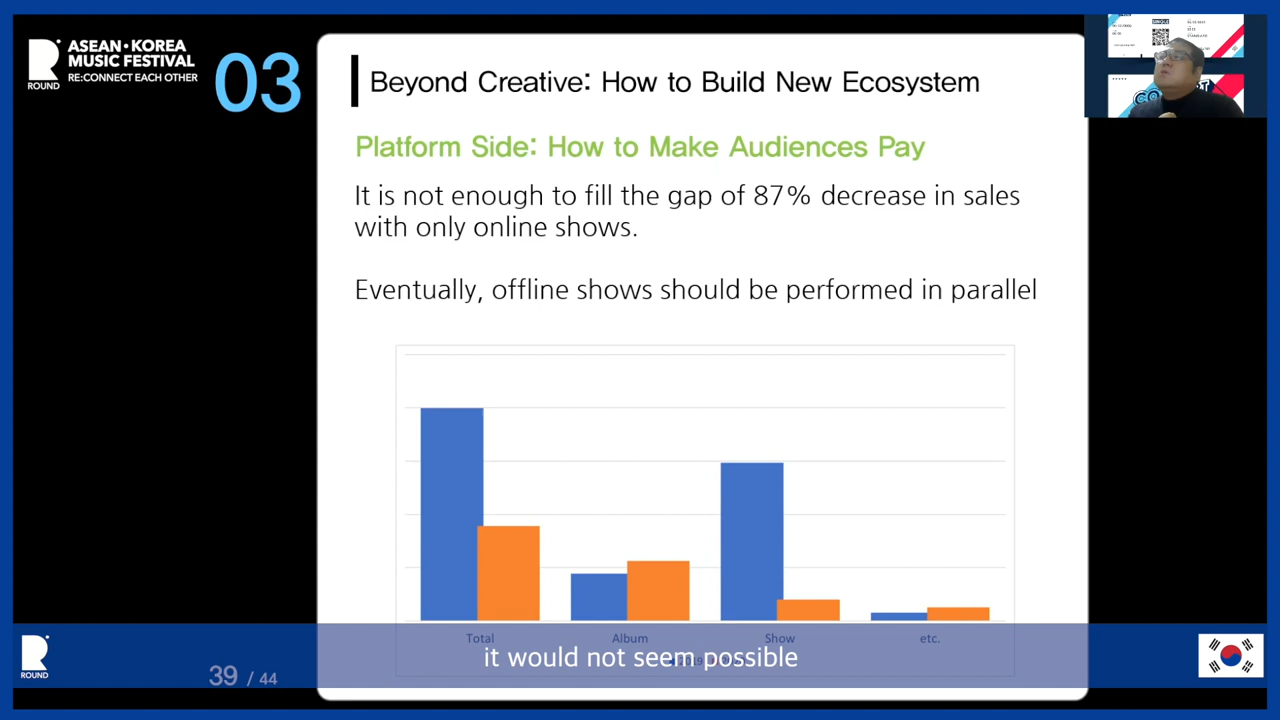 ASEAN · KOREA
MUSIC FESTIVAL
RE:CONNECT EACH OTHER
ROUND
03
Beyond Creative: How to Build New Ecosystem
Platform Side: How to Make Audiences Pay
It is not enough to fill the gap of 87% decrease in sales
with only online shows.
Eventually, offline shows should be performed in parallel
Total
Album
Show
etc.
it would not seem possible
ROUND
39 / 44